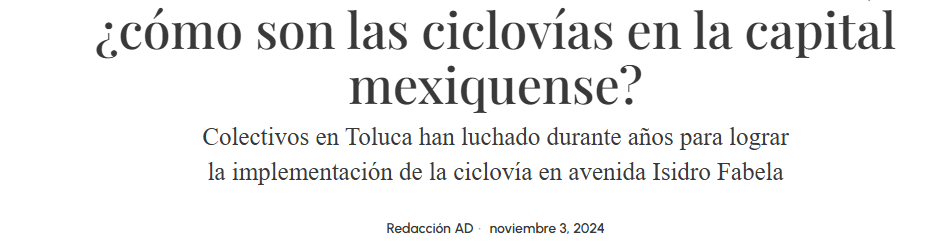 ¿cómo son las ciclovías en la capital
mexiquense?
Colectivos en Toluca han luchado durante años para lograr
la implementación de la ciclovía en avenida Isidro Fabela
Redacción AD · noviembre 3, 2024